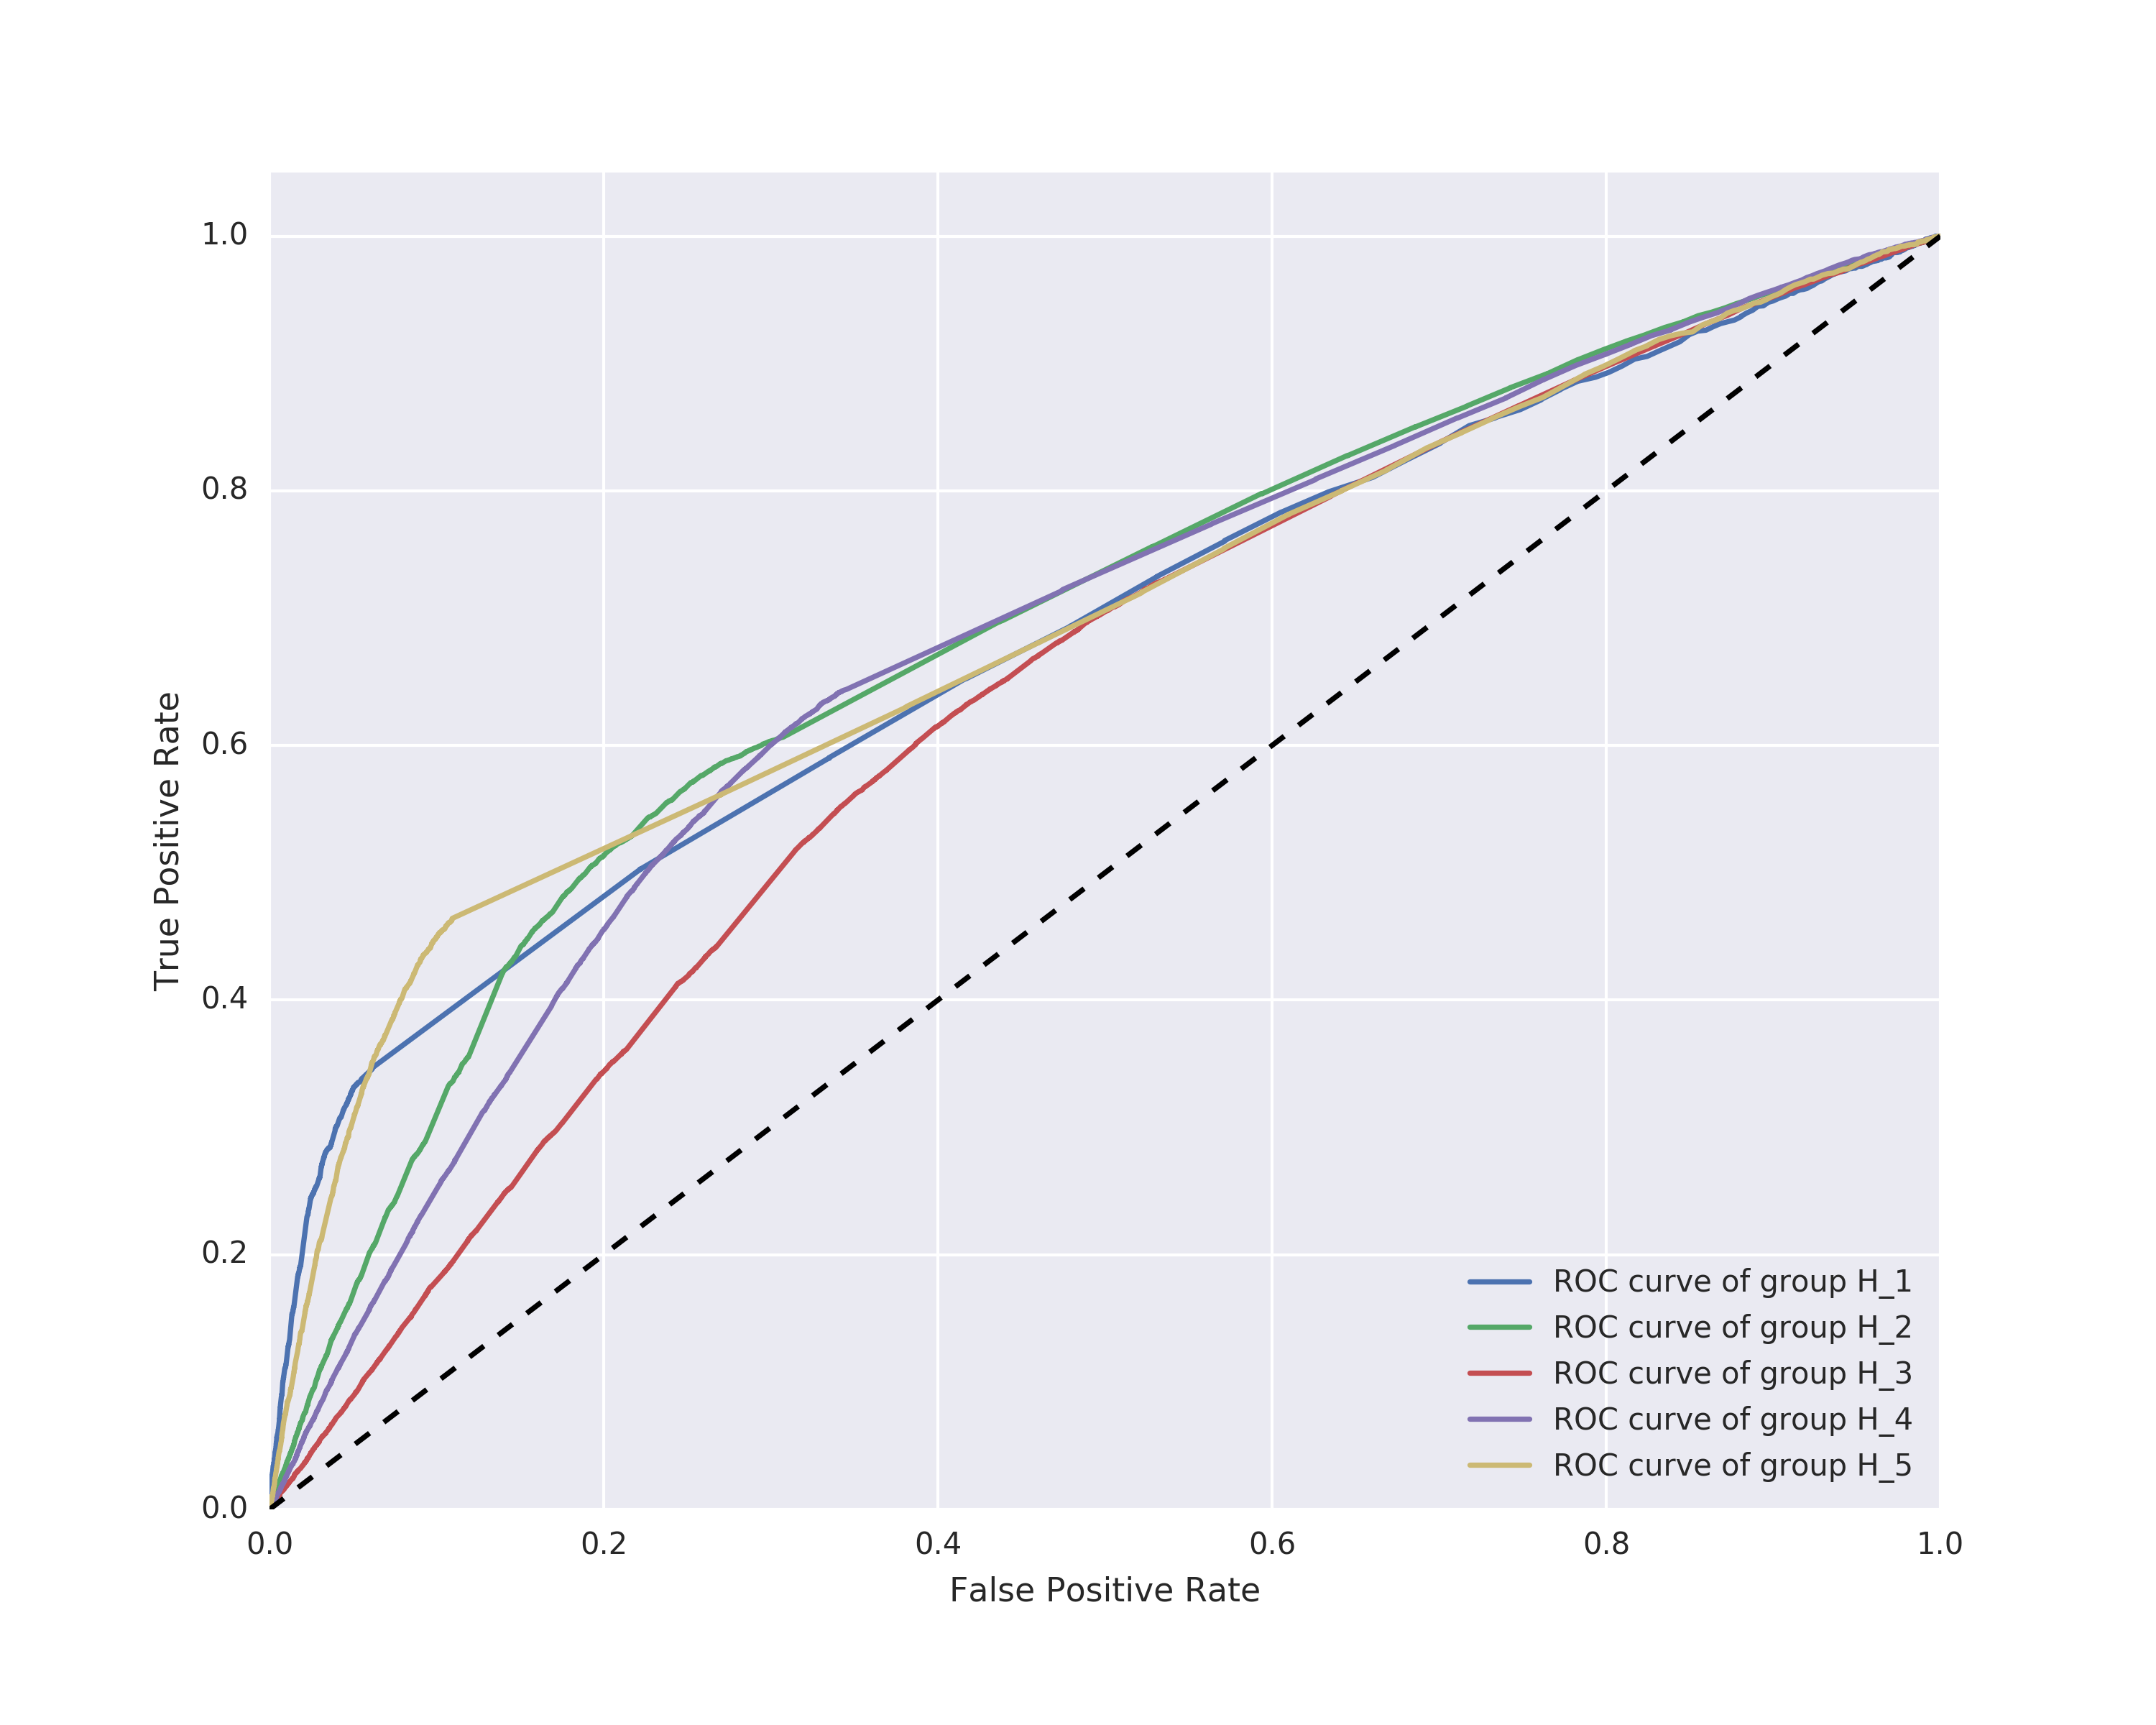 1.0
0.8
0.6
0.4
0.2
0.0
True Positive Rate
0.0 0.2 0.4 0.6 0.8 1.0
False Positive Rate
ROC curve of group H_1
ROC curve of group H_2
ROC curve of group H_3
ROC curve of group H_4
ROC curve of group H_5